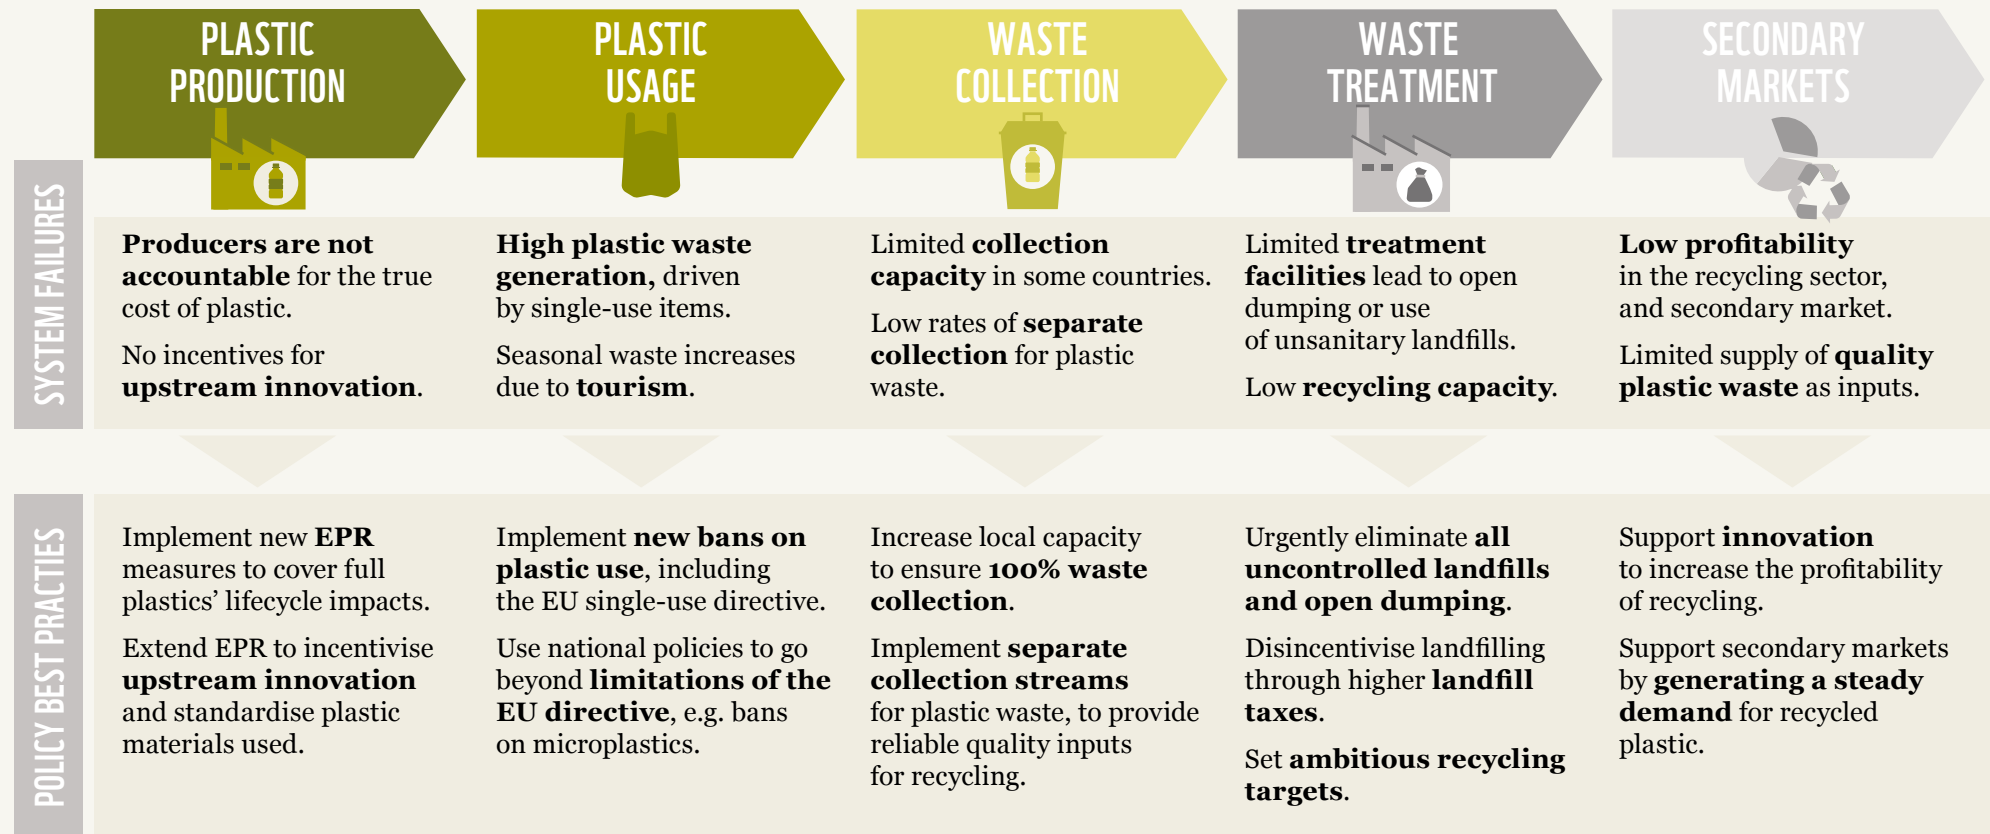 PLASTIC
PRODUCTION
PLASTIC
USAGE
WASTE
COLLECTION
WASTE
TREATMENT
SECONDARY
MARKETS
SYSTEM FAILURES
Producers are not
accountable for the true
cost of plastic.
No incentives for
upstream innovation.
High plastic waste
generation, driven
by single-use items.
Seasonal waste increases
due to tourism.
Limited collection
capacity in some countries.
Low rates of separate
collection for plastic
waste.
Limited treatment
facilities lead to open
dumping or use
of unsanitary landfills.
Low recycling capacity.
Low profitability
in the recycling sector,
and secondary market.
Limited supply of quality
plastic waste as inputs.
POLICY BEST PRACTIES
Implement new EPR
measures to cover full
plastics’ lifecycle impacts.
Extend EPR to incentivise
upstream innovation
and standardise plastic
materials used.
Implement new bans on
plastic use, including
the EU single-use directive.
Use national policies to go
beyond limitations of the
EU directive, e.g. bans
on microplastics.
Increase local capacity
to ensure 100% waste
collection.
Implement separate
collection streams
for plastic waste, to provide
reliable quality inputs
for recycling.
Urgently eliminate all
uncontrolled landfills
and open dumping.
Disincentivise landfilling
through higher landfill
taxes.
Set ambitious recycling
targets.
Support innovation
to increase the profitability
of recycling.
Support secondary markets
by generating a steady
demand for recycled
plastic.